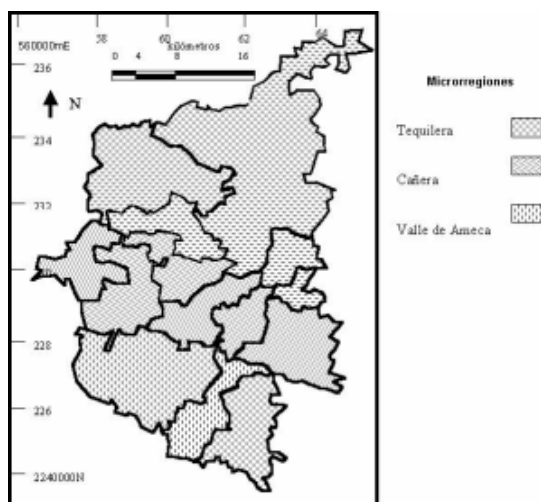 560000mE
58
60
62
64
kilómetros
0 4 8 16
236
N
234
212
228
226
2240000N
Microrregiones
Tequilera
Cañera
Valle de Ameca